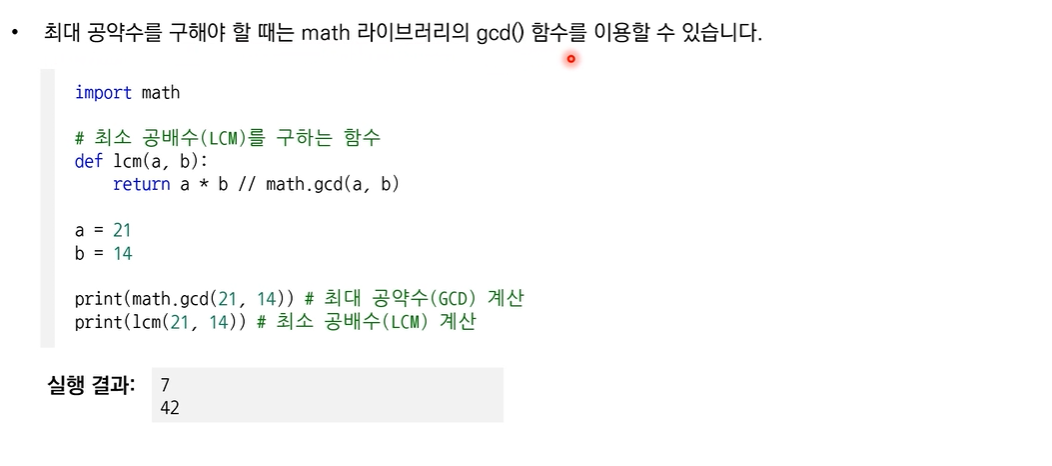 • 최대 공약수를 구해야 할 때는 math 라이브러리의 gcd() 함수를 이용할 수 있습니다.
import math
# 최소 공배수(LCM)를 구하는 함수
def lcm(a, b):
    return a * b // math.gcd(a, b)
a = 21
b = 14
print(math.gcd(21, 14)) # 최대 공약수(GCD) 계산
print(lcm(21, 14)) # 최소 공배수(LCM) 계산
실행 결과: 7
42